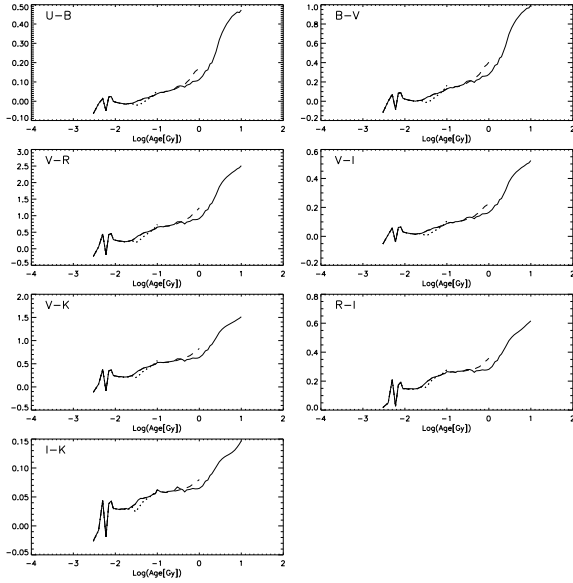 U−B
0.50
0.40
0.30
0.20
0.10
0.00
−0.10
−4 −3 −2 −1 0 1 2
Log(Age[Gy])
B−V
1.0
0.8
0.6
0.4
0.2
0.0
−0.2
−4 −3 −2 −1 0 1 2
Log(Age[Gy])
V−R
3.0
2.5
2.0
1.5
1.0
0.5
0.0
−0.5
−4 −3 −2 −1 0 1 2
Log(Age[Gy])
V−I
0.6
0.4
0.2
0.0
−0.2
−4 −3 −2 −1 0 1 2
Log(Age[Gy])
V−K
2.0
1.5
1.0
0.5
0.0
−0.5
−4 −3 −2 −1 0 1 2
Log(Age[Gy])
R−I
0.8
0.6
0.4
0.2
0.0
−4 −3 −2 −1 0 1 2
Log(Age[Gy])
I−K
0.15
0.10
0.05
0.00
−0.05
−4 −3 −2 −1 0 1 2
Log(Age[Gy])